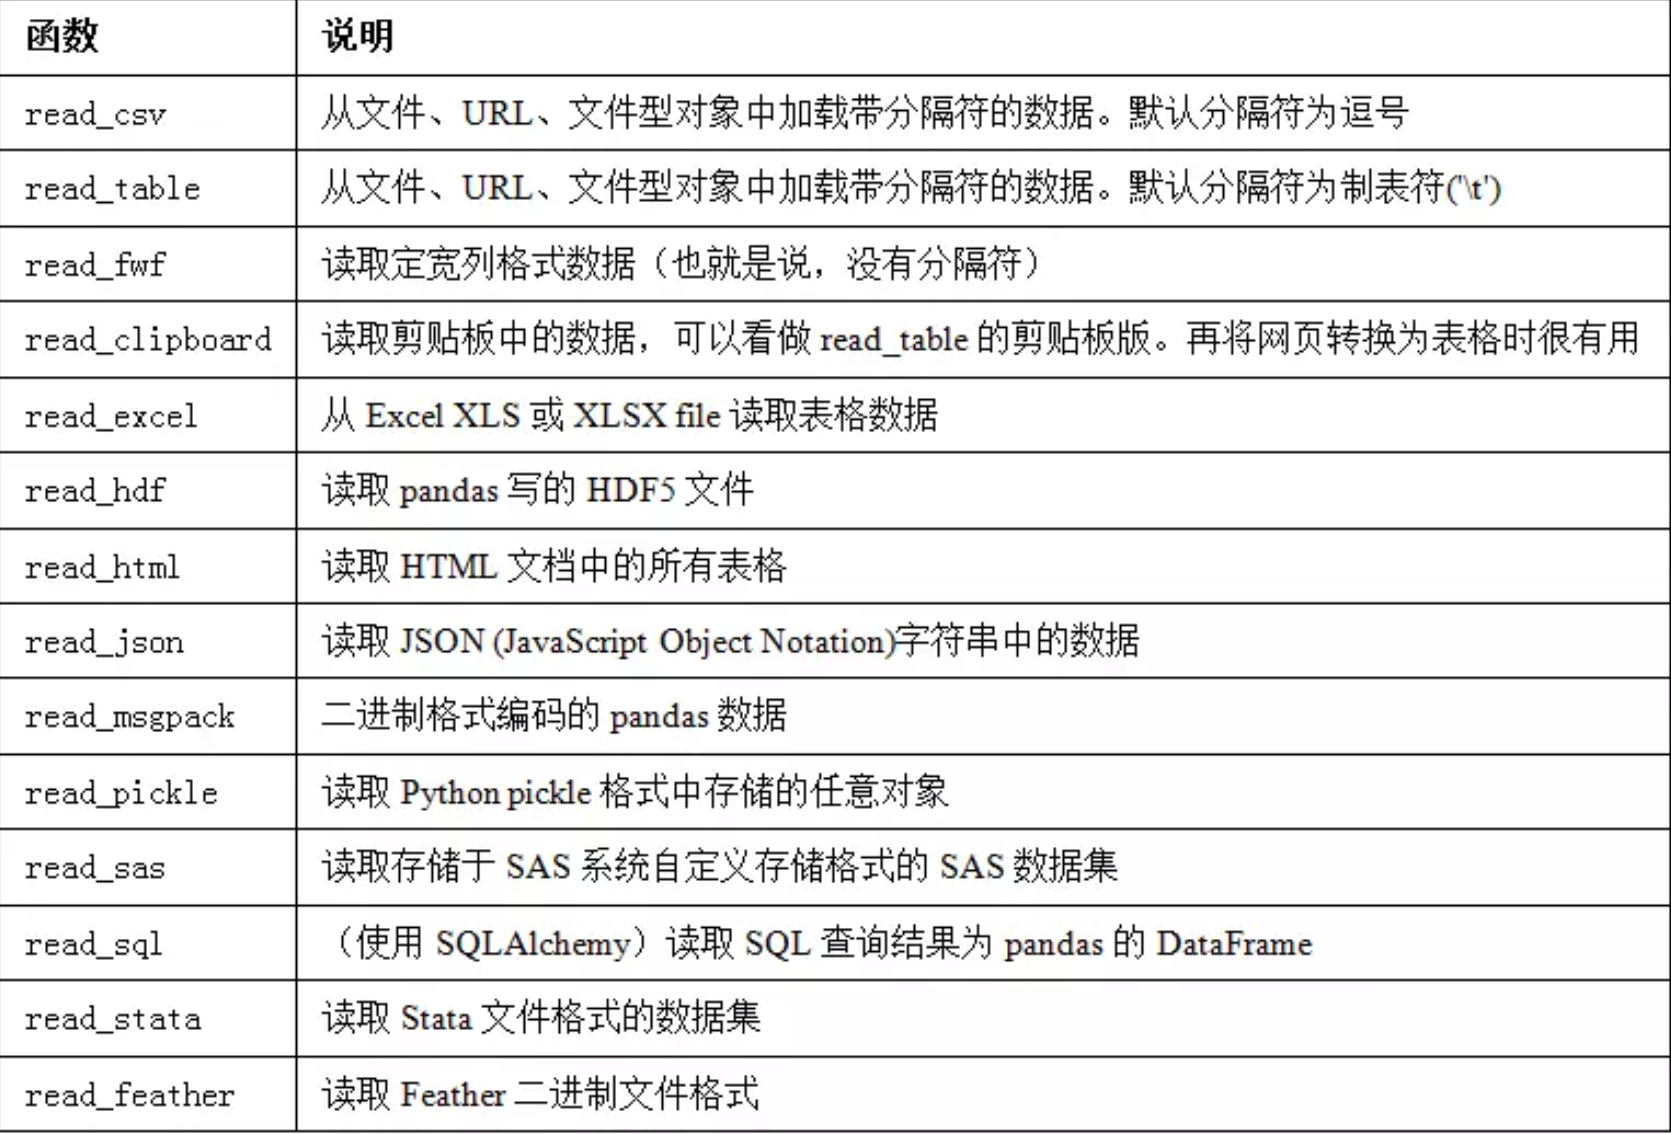 函数 说明
read_csv 从文件、URL、文件型对象中加载带分隔符的数据。默认分隔符为逗号
read_table 从文件、URL、文件型对象中加载带分隔符的数据。默认分隔符为制表符('\t')
read_fwf 读取定宽列格式数据（也就是说，没有分隔符）
read_clipboard 读取剪贴板中的数据，可以看做 read_table 的剪贴板版。再将网页转换为表格时很有用
read_excel 从 Excel XLS 或 XLSX file 读取表格数据
read_hdf 读取 pandas 写的 HDF5 文件
read_html 读取 HTML 文档中的所有表格
read_json 读取 JSON (JavaScript Object Notation)字符串中的数据
read_msgpack 二进制格式编码的 pandas 数据
read_pickle 读取 Python pickle 格式中存储的任意对象
read_sas 读取存储于 SAS 系统自定义存储格式的 SAS 数据集
read_sql （使用 SQLAlchemy）读取 SQL 查询结果为 pandas 的 DataFrame
read_stata 读取 Stata 文件格式的数据集
read_feather 读取 Feather 二进制文件格式